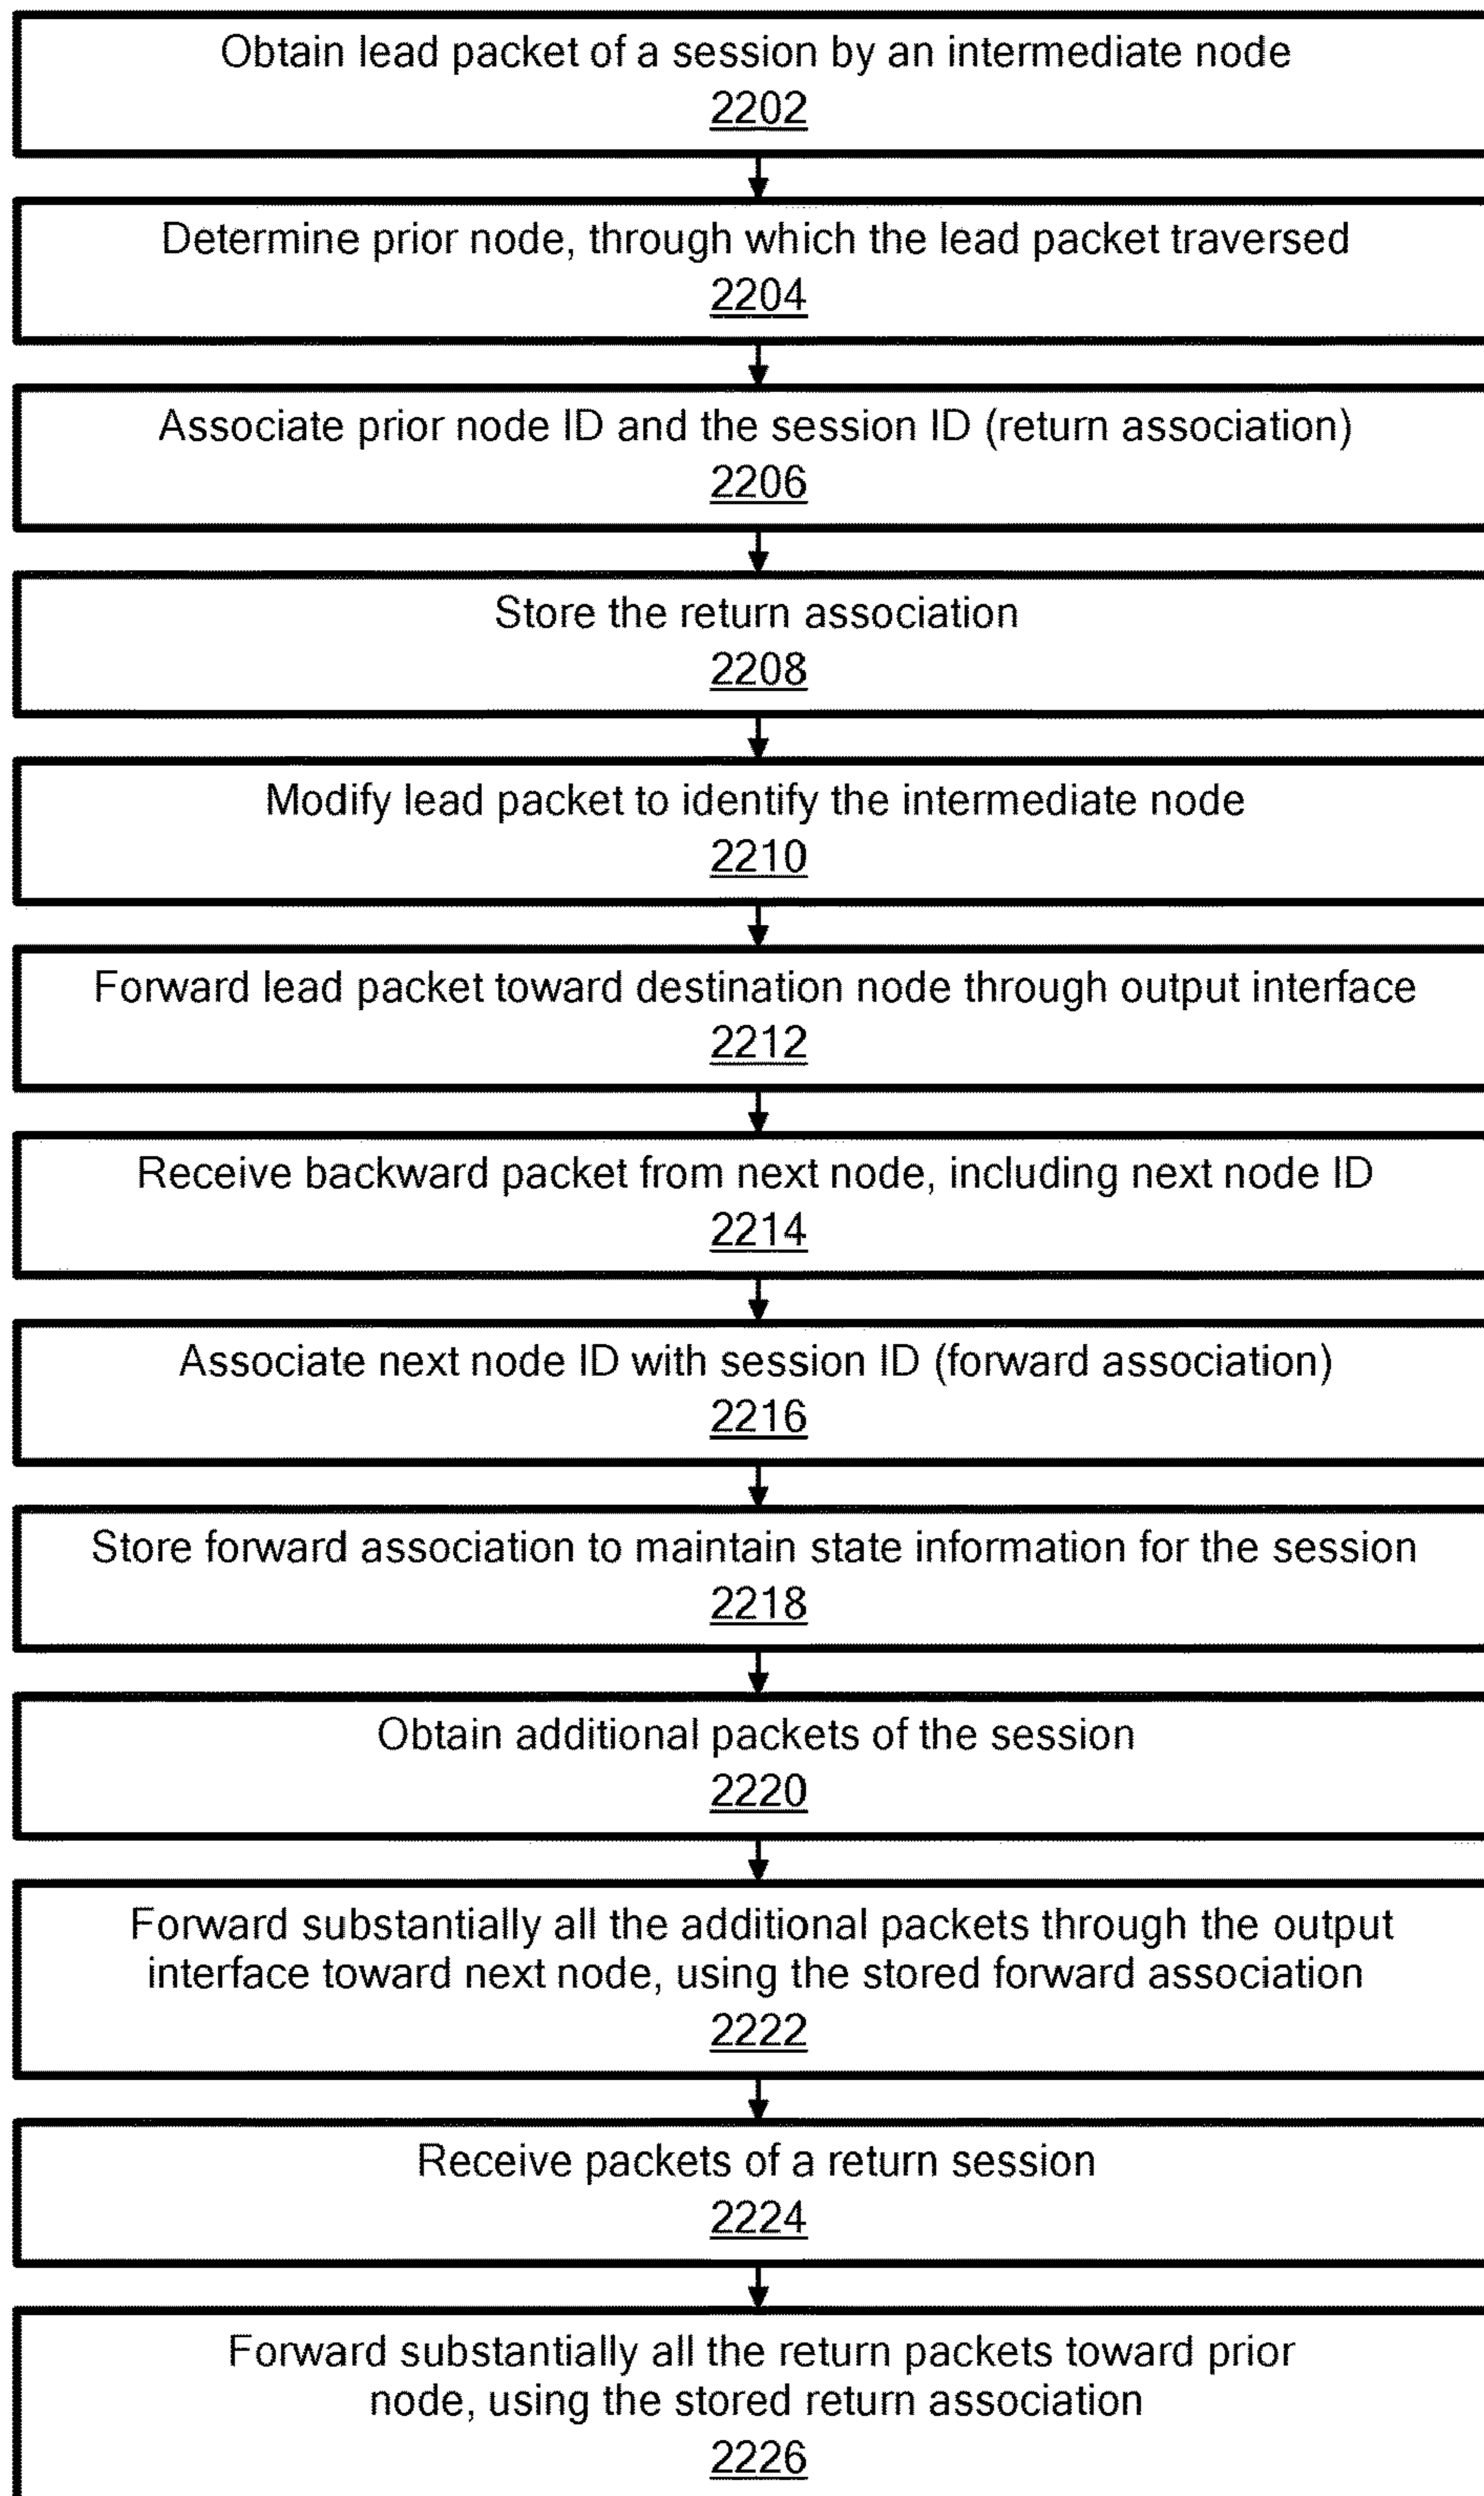 Obtain lead packet of a session by an intermediate node
2202
Determine prior node, through which the lead packet traversed
2204
Associate prior node ID and the session ID (return association)
2206
Store the return association
2208
Modify lead packet to identify the intermediate node
2210
Forward lead packet toward destination node through output interface
2212
Receive backward packet from next node, including next node ID
2214
Associate next node ID with session ID (forward association)
2216
Store forward association to maintain state information for the session
2218
Obtain additional packets of the session
2220
Forward substantially all the additional packets through the output
interface toward next node, using the stored forward association
2222
Receive packets of a return session
2224
Forward substantially all the return packets toward prior
node, using the stored return association
2226